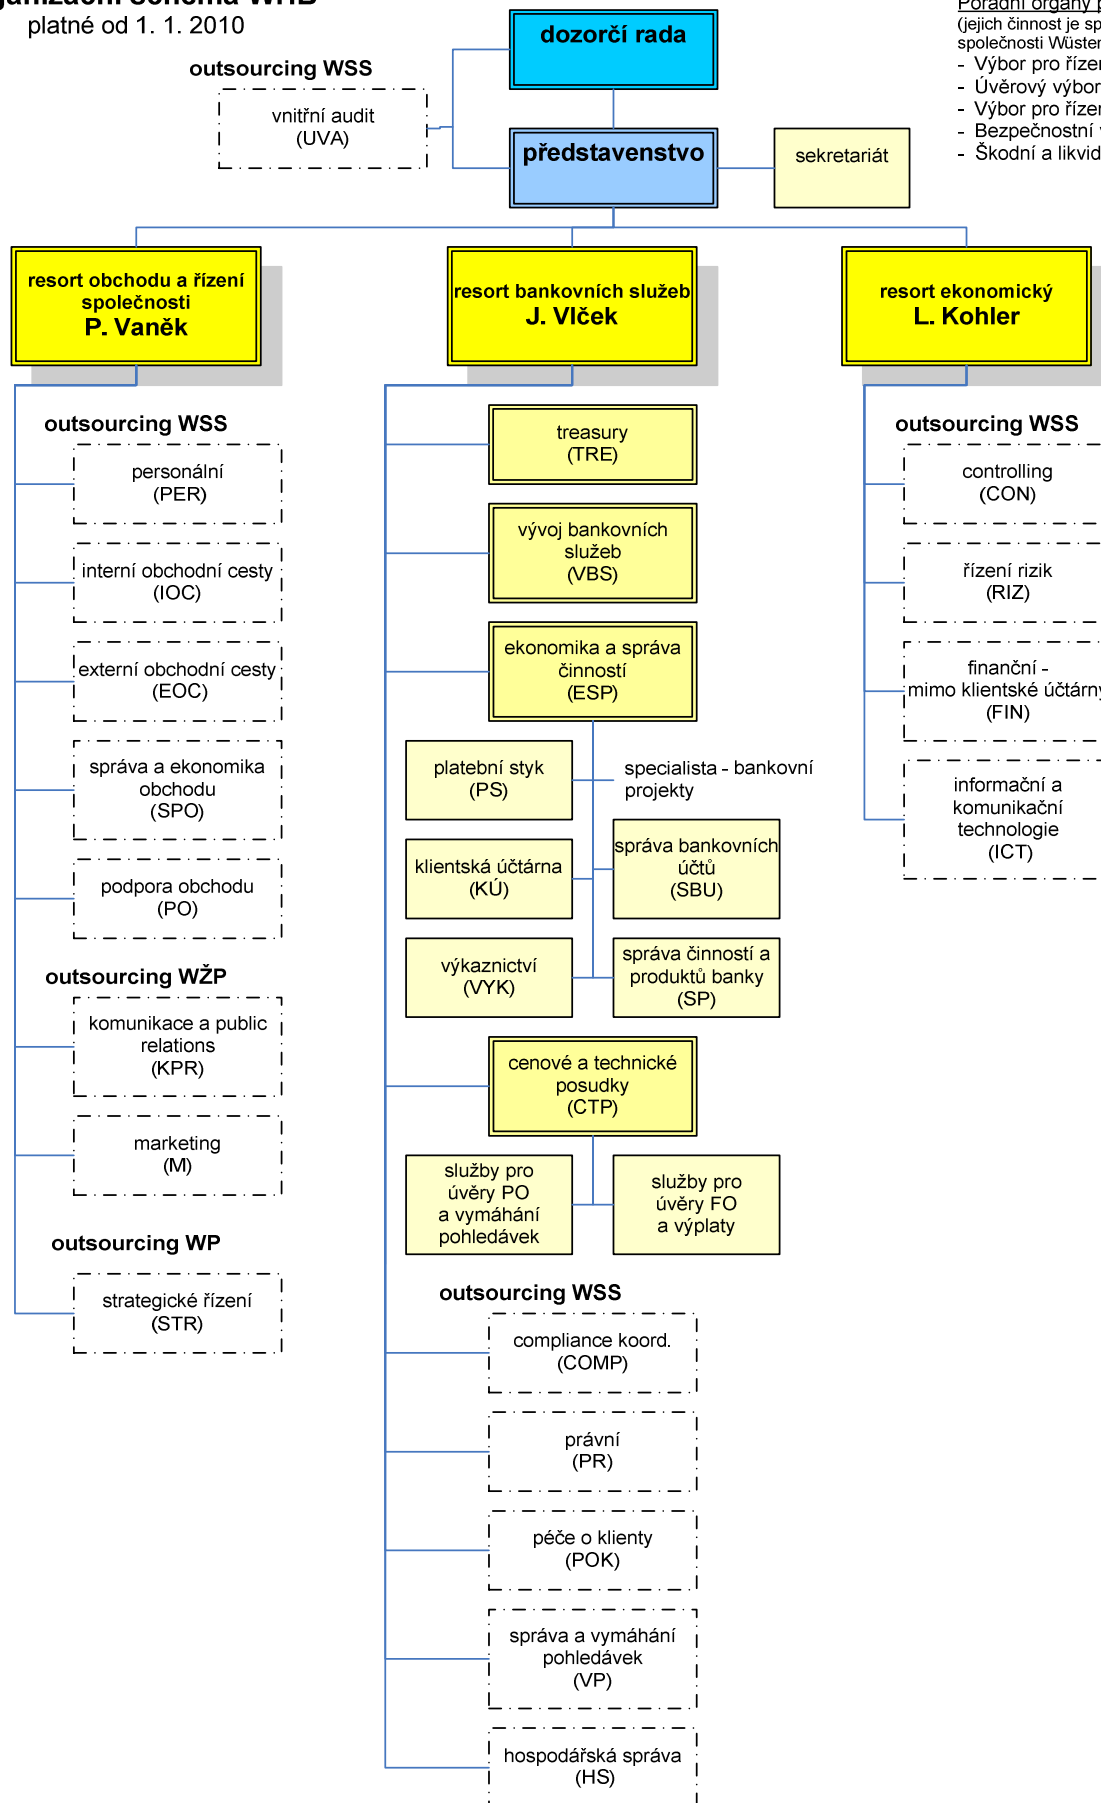 schéma WHB
platné od 1. 1. 2010
Poradní orgány
(jejich činnost je
společnosti
- Výbor pro
- Úvěrový výbor
- Výbor pro
- Bezpečnostní
- Škodní a
dozorčí rada
outsourcing WSS
vnitřní audit
(UVA)
představenstvo
sekretariát
resort obchodu a řízení
společnosti
P. Vaněk
resort bankovních služeb
J. Vlček
resort ekonomický
L. Kohler
outsourcing WSS
personální
(PER)
interní obchodní cesty
(IOC)
externí obchodní cesty
(EOC)
správa a ekonomika
obchodu
(SPO)
podpora obchodu
(PO)
outsourcing WŽP
komunikace a public
relations
(KPR)
marketing
(M)
outsourcing WP
strategické řízení
(STR)
treasury
(TRE)
vývoj bankovních
služeb
(VBS)
ekonomika a správa
činností
(ESP)
platební styk
(PS)
specialista - bankovní
projekty
klientská účtárna
(KÚ)
správa bankovních
účtů
(SBU)
výkaznictví
(VYK)
správa činností a
produktů banky
(SP)
cenové a technické
posudky
(CTP)
služby pro
úvěry PO
a vymáhání
pohledávek
služby pro
úvěry FO
a výplaty
outsourcing WSS
compliance koord.
(COMP)
právní
(PR)
péče o klienty
(POK)
správa a vymáhání
pohledávek
(VP)
hospodářská správa
(HS)
outsourcing WSS
controlling
(CON)
řízení rizik
(RIZ)
finanční -
mimo klientské účtárny
(FIN)
informační a
komunikační
technologie
(ICT)